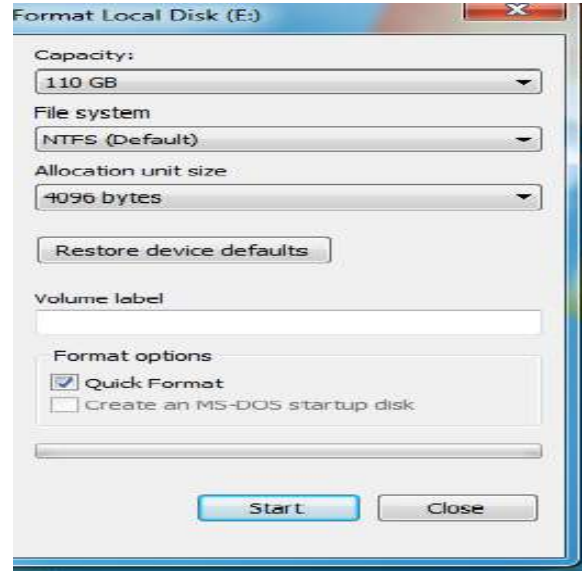 Format Local Disk (E:)
Capacity:
110 GB
File system
NTFS (Default)
Allocation unit size
4096 bytes
Restore device defaults
Volume label
Format options
Quick Format
Create an MS-DOS startup disk
Start Close